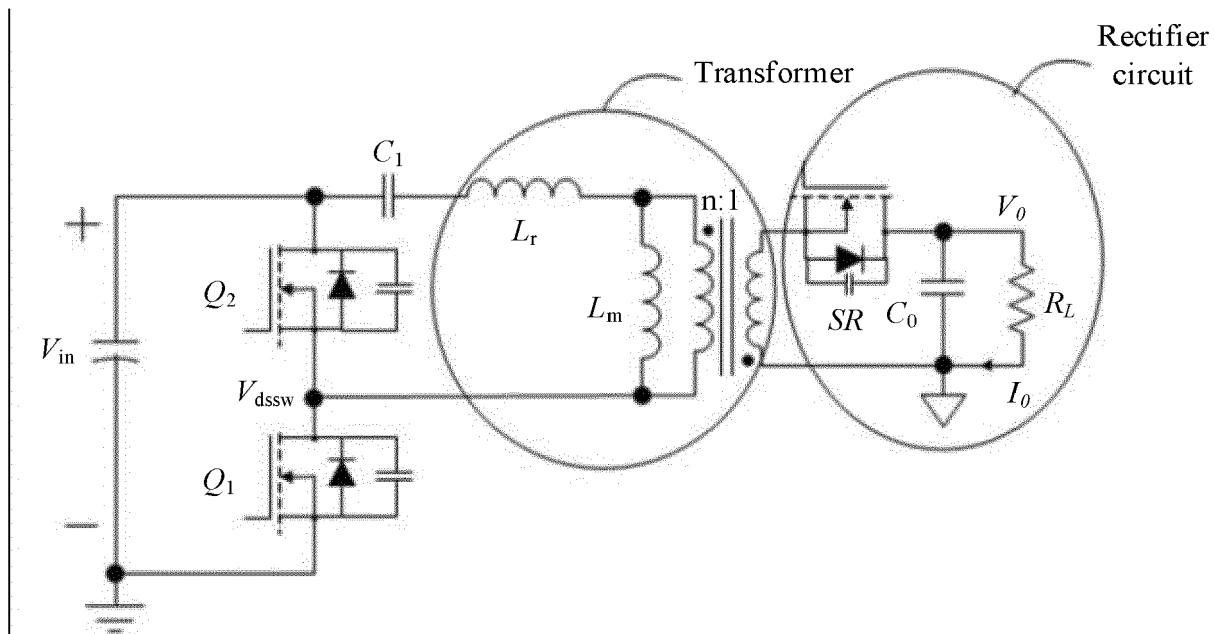 Rectifier
circuit
Transformer
C1
Lr
n:1
V0
+
Q2
Lm
SR
C0
RL
Vin
Vdssw
I0
Q1
−